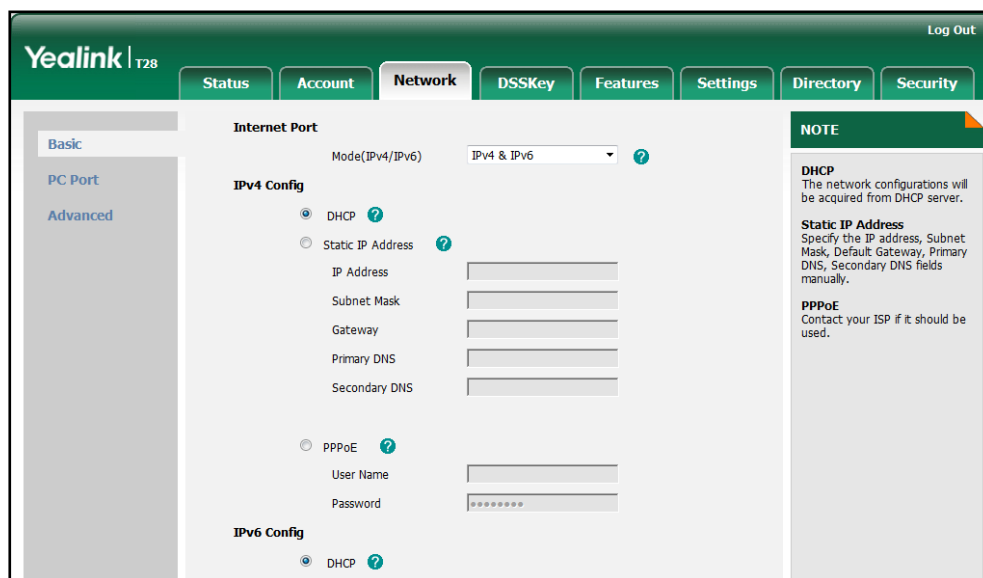 Log Out
Yealink | T28
Status Account Network DSSKey Features Settings Directory Security
Basic
PC Port
Advanced
Internet Port
Mode(IPv4/IPv6) IPv4 & IPv6 ?
IPv4 Config
DHCP ?
Static IP Address ?
IP Address
Subnet Mask
Gateway
Primary DNS
Secondary DNS
PPPoE ?
User Name
Password ••••••••
IPv6 Config
DHCP ?
NOTE
DHCP
The network configurations will
be acquired from DHCP server.
Static IP Address
Specify the IP address, Subnet
Mask, Default Gateway, Primary
DNS, Secondary DNS fields
manually.
PPPoE
Contact your ISP if it should be
used.